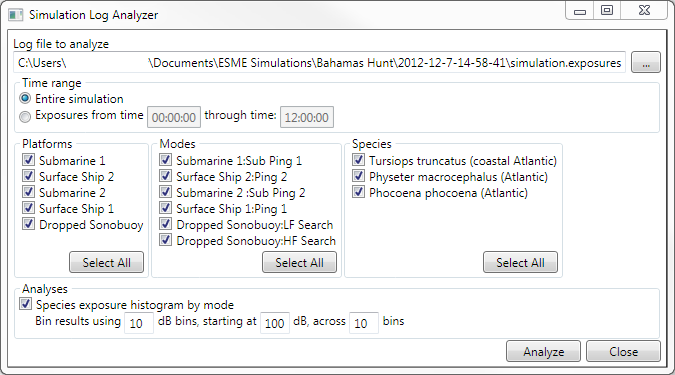 Simulation Log Analyzer
Log file to analyze
C:\Users\ \Documents\ESME Simulations\Bahamas Hunt\2012-12-7-14-58-41\simulation.exposures ...
Time range
Entire simulation
Exposures from time 00:00:00 through time: 12:00:00
Platforms
Submarine 1
Surface Ship 2
Submarine 2
Surface Ship 1
Dropped Sonobuoy
Select All
Modes
Submarine 1:Sub Ping 1
Surface Ship 2:Ping 2
Submarine 2 :Sub Ping 2
Surface Ship 1:Ping 1
Dropped Sonobuoy:LF Search
Dropped Sonobuoy:HF Search
Select All
Species
Tursiops truncatus (coastal Atlantic)
Physeter macrocephalus (Atlantic)
Phocoena phocoena (Atlantic)
Select All
Analyses
Species exposure histogram by mode
Bin results using 10 dB bins, starting at 100 dB, across 10 bins
Analyze Close